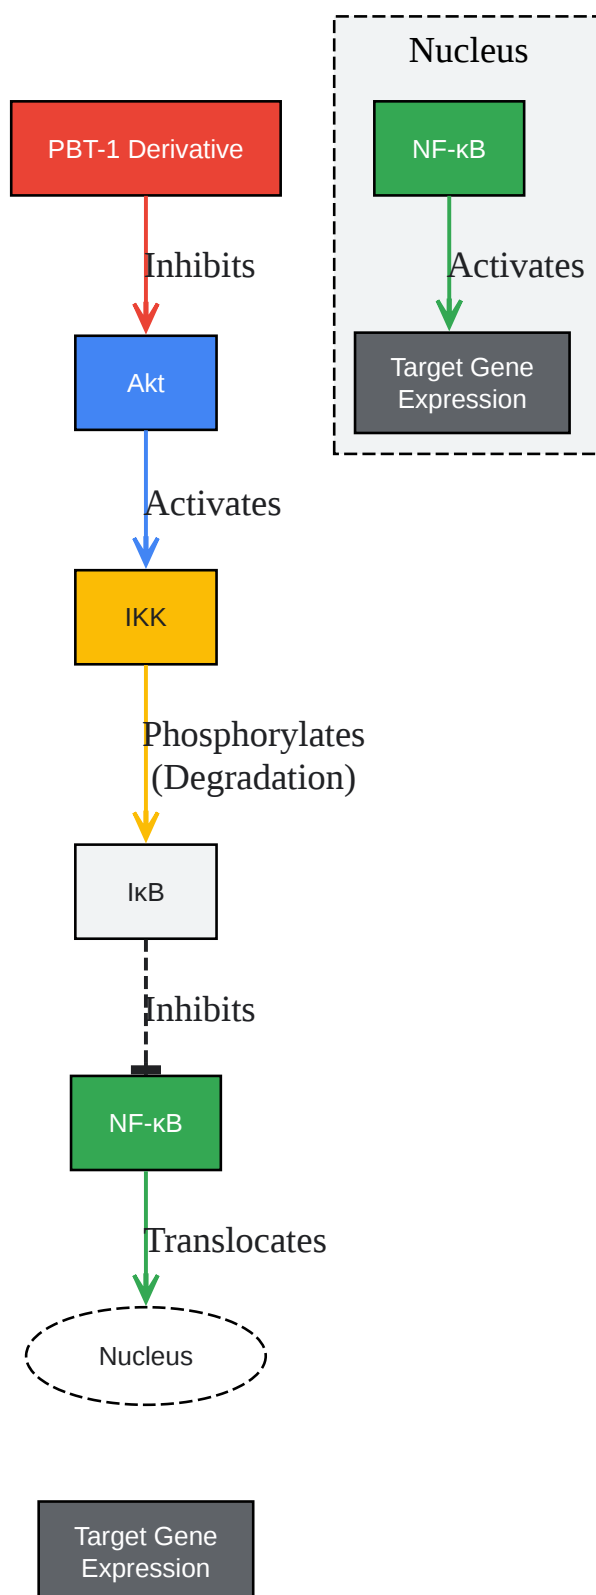 PBT-1 Derivative
Inhibits
Akt
Activates
IKK
Phosphorylates
(Degradation)
IκB
Inhibits
NF-κB
Translocates
Nucleus
Target Gene
Expression
Nucleus
NF-κB
Activates
Target Gene
Expression